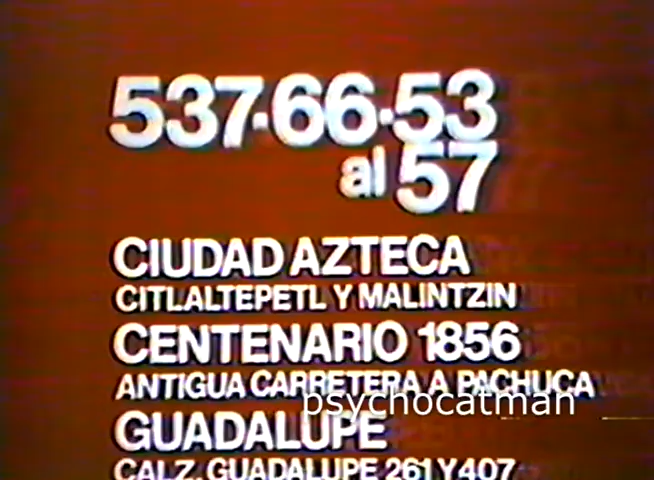 537·66·53
al 57
CIUDAD AZTECA
CITLALTEPETL Y MALINTZIN
CENTENARIO 1856
ANTIGUA CARRETERA A PACHUCA
psychocatman
GUADALUPE
CALZ. GUADALUPE 261 Y 407